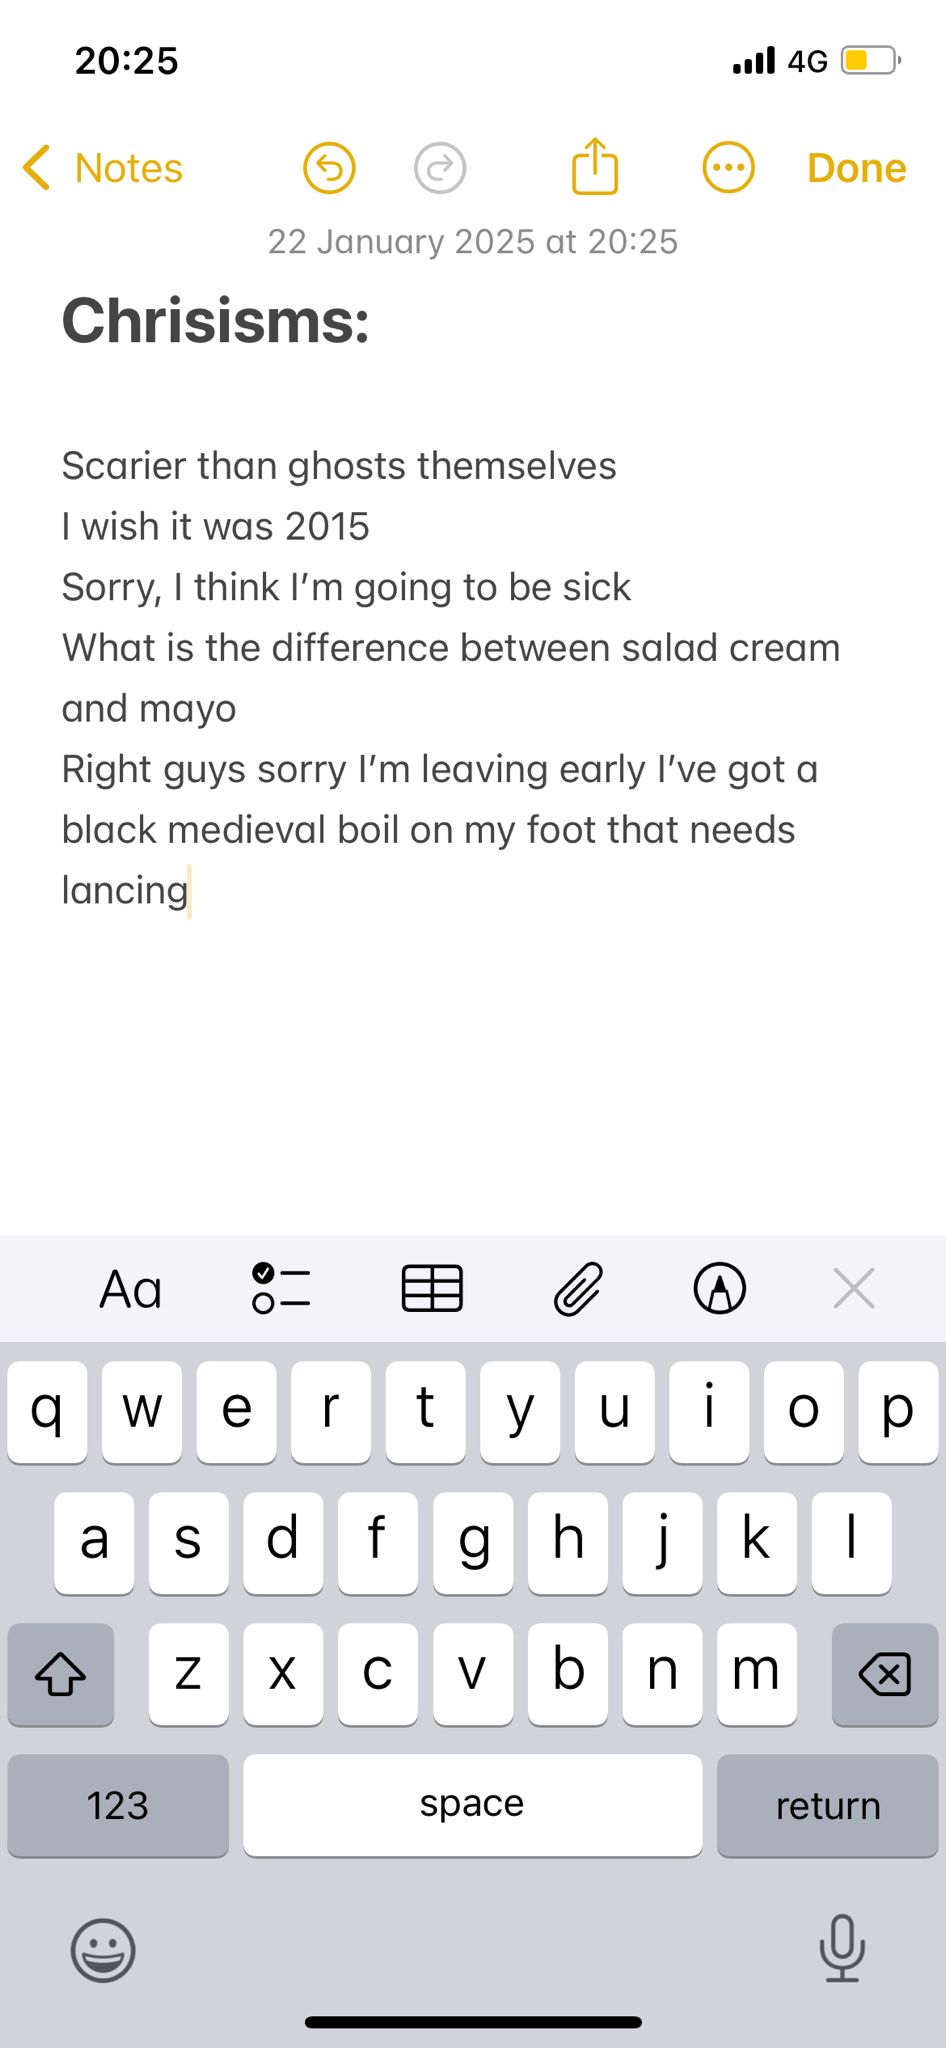 20:25 4G
Notes Done
22 January 2025 at 20:25
Chrisisms:
Scarier than ghosts themselves
I wish it was 2015
Sorry, I think I’m going to be sick
What is the difference between salad cream
and mayo
Right guys sorry I’m leaving early I’ve got a
black medieval boil on my foot that needs
lancing
Aa
q w e r t y u i o p
a s d f g h j k l
z x c v b n m
123 space return